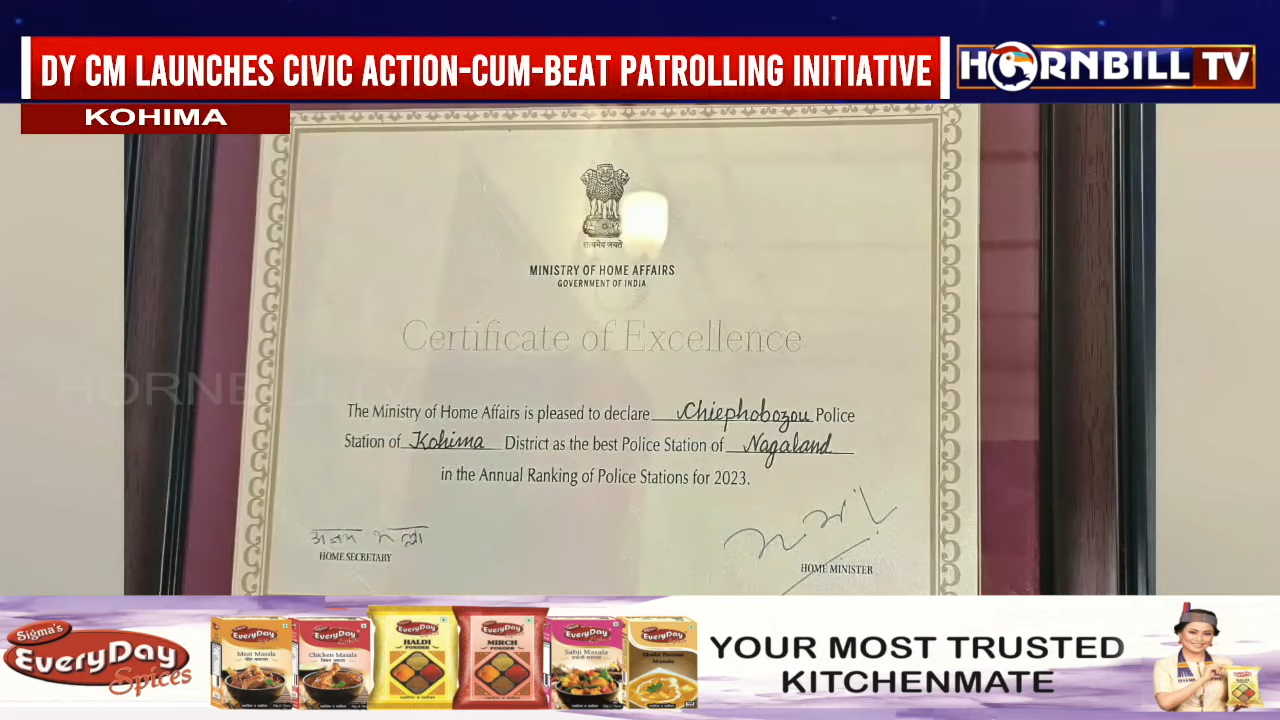 DY CM LAUNCHES CIVIC ACTION-CUM-BEAT PATROLLING INITIATIVE
HORNBILL TV
KOHIMA
सत्यमेव जयते
MINISTRY OF HOME AFFAIRS
GOVERNMENT OF INDIA
Certificate of Excellence
HORNBILL TV
The Ministry of Home Affairs is pleased to declare Chiephobozou Police
Station of Kohima District as the best Police Station of Nagaland
in the Annual Ranking of Police Stations for 2023.
HOME SECRETARY
HOME MINISTER
Sigma's
EveryDay
Spices
EveryDay
Meat Masala
EveryDay
Chicken Masala
EveryDay
HALDI
POWDER
EveryDay
MIRCH
POWDER
EveryDay
Sabji Masala
EveryDay
Shahi Paneer
Masala
YOUR MOST TRUSTED
KITCHENMATE